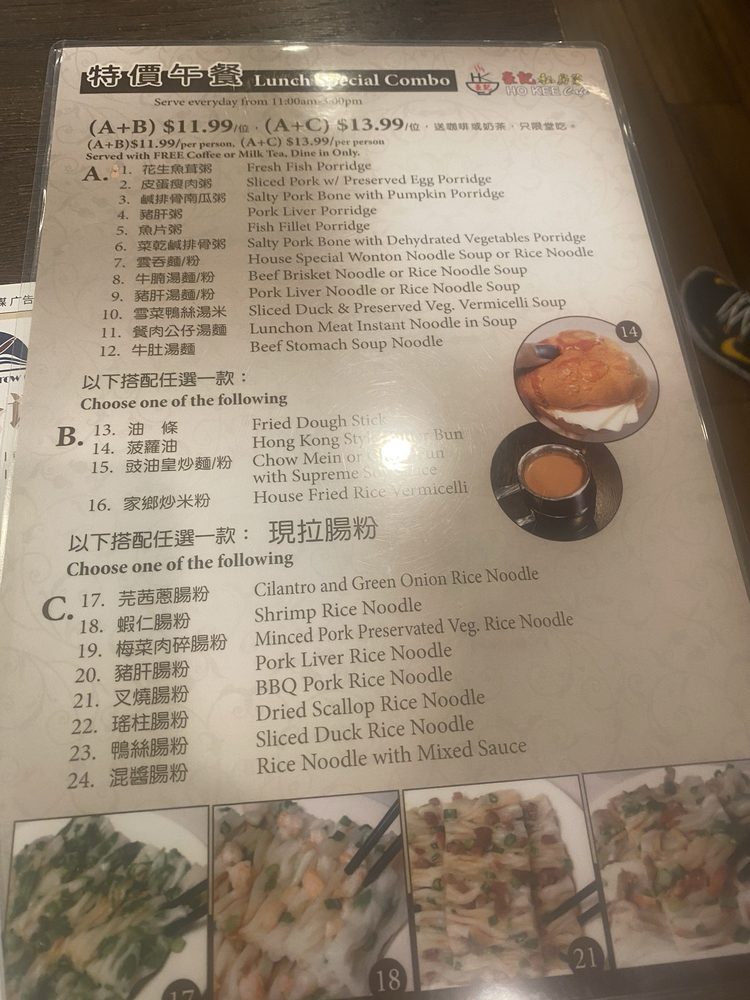 特價午餐 Lunch Special Combo
豪記私房菜
HO KEE Cafe
Serve everyday from 11:00am-3:00pm
(A+B) $11.99/位，(A+C) $13.99/位，送咖啡或奶茶，只限堂吃。
(A+B)$11.99/per person, (A+C) $13.99/per person
Served with FREE Coffee or Milk Tea, Dine in Only.
A. 1. 花生魚茸粥 Fresh Fish Porridge
2. 皮蛋瘦肉粥 Sliced Pork w/ Preserved Egg Porridge
3. 鹹排骨南瓜粥 Salty Pork Bone with Pumpkin Porridge
4. 豬肝粥 Pork Liver Porridge
5. 魚片粥 Fish Fillet Porridge
6. 菜乾鹹排骨粥 Salty Pork Bone with Dehydrated Vegetables Porridge
7. 雲吞麵/粉 House Special Wonton Noodle Soup or Rice Noodle
8. 牛腩湯麵/粉 Beef Brisket Noodle or Rice Noodle Soup
9. 豬肝湯麵/粉 Pork Liver Noodle or Rice Noodle Soup
10. 雪菜鴨絲湯米 Sliced Duck & Preserved Veg. Vermicelli Soup
11. 餐肉公仔湯麵 Lunchon Meat Instant Noodle in Soup
12. 牛肚湯麵 Beef Stomach Soup Noodle
14
以下搭配任選一款：
Choose one of the following
B. 13. 油 條 Fried Dough Stick
14. 菠蘿油 Hong Kong Style Bun
15. 豉油皇炒麵/粉 Chow Mein or
with Supreme
16. 家鄉炒米粉 House Fried Rice Vermicelli
以下搭配任選一款： 現拉腸粉
Choose one of the following
C. 17. 芫茜蔥腸粉 Cilantro and Green Onion Rice Noodle
18. 蝦仁腸粉 Shrimp Rice Noodle
19. 梅菜肉碎腸粉 Minced Pork Preservated Veg. Rice Noodle
20. 豬肝腸粉 Pork Liver Rice Noodle
21. 叉燒腸粉 BBQ Pork Rice Noodle
22. 瑤柱腸粉 Dried Scallop Rice Noodle
23. 鴨絲腸粉 Sliced Duck Rice Noodle
24. 混醬腸粉 Rice Noodle with Mixed Sauce
17
18
21